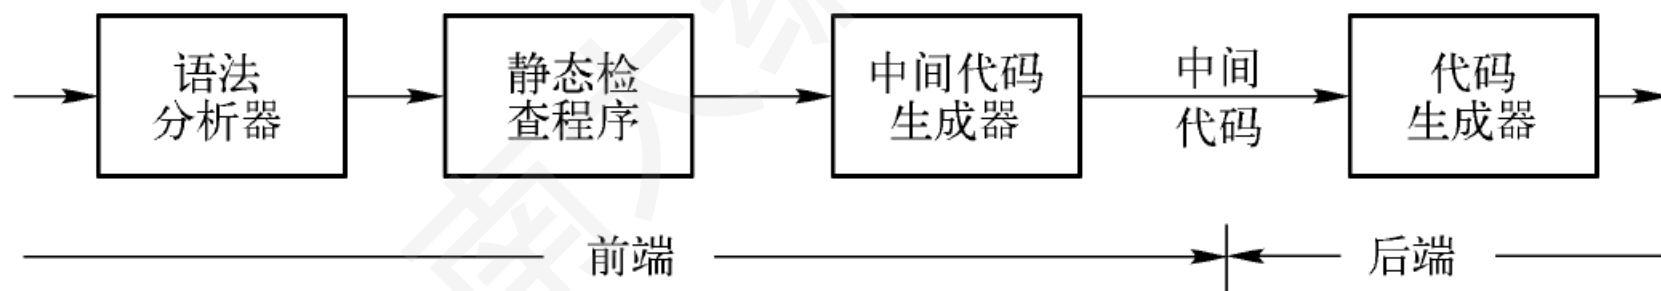 语法
分析器
静态检
查程序
中间代码
生成器
中间
代码
代码
生成器
前端
后端